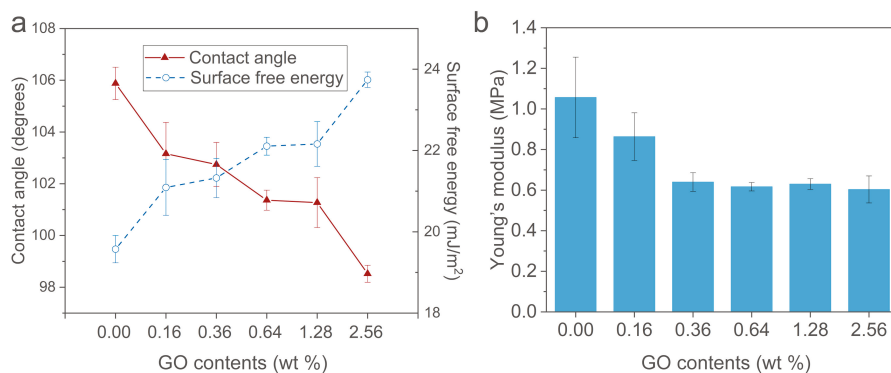 a
Contact angle (degrees)
108
106
104
102
100
98
Contact angle
Surface free energy
24
22
20
18
Surface free energy (mJ/m²)
0.00 0.16 0.36 0.64 1.28 2.56
GO contents (wt %)
b
Young's modulus (MPa)
1.4
1.2
1.0
0.8
0.6
0.4
0.2
0.0
0.00 0.16 0.36 0.64 1.28 2.56
GO contents (wt %)